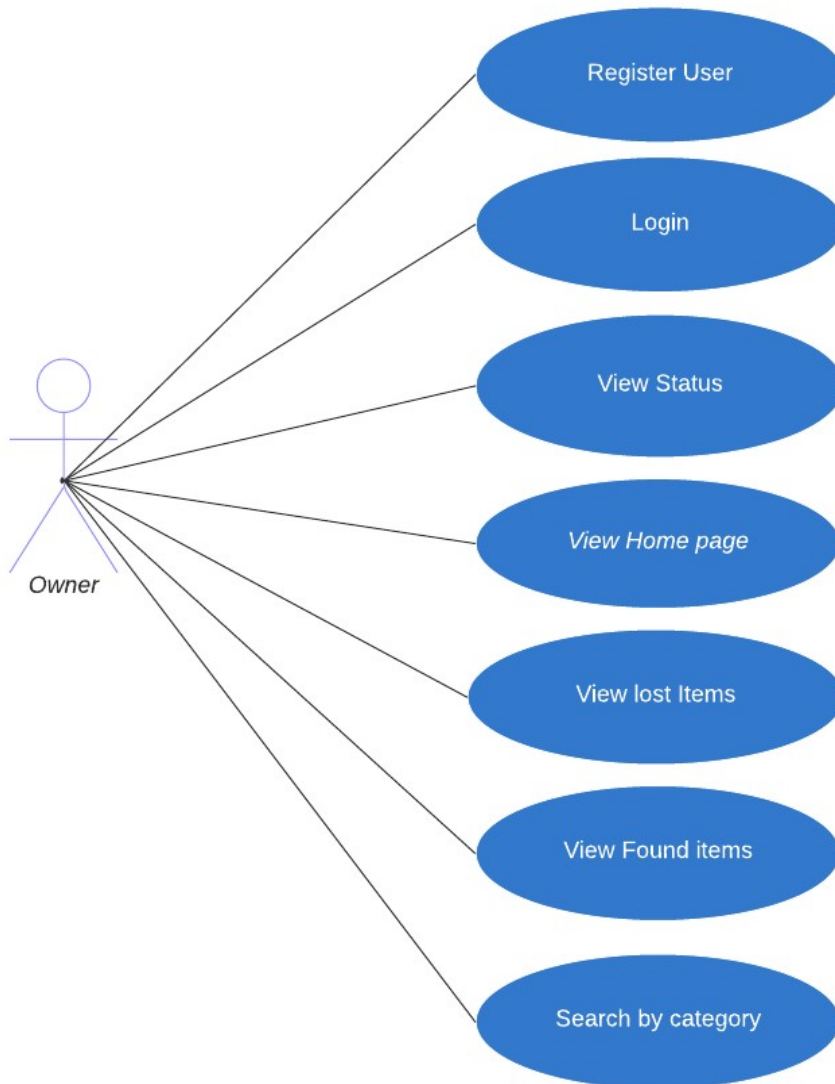 Register User
Login
View Status
View Home page
Owner
View lost Items
View Found items
Search by category